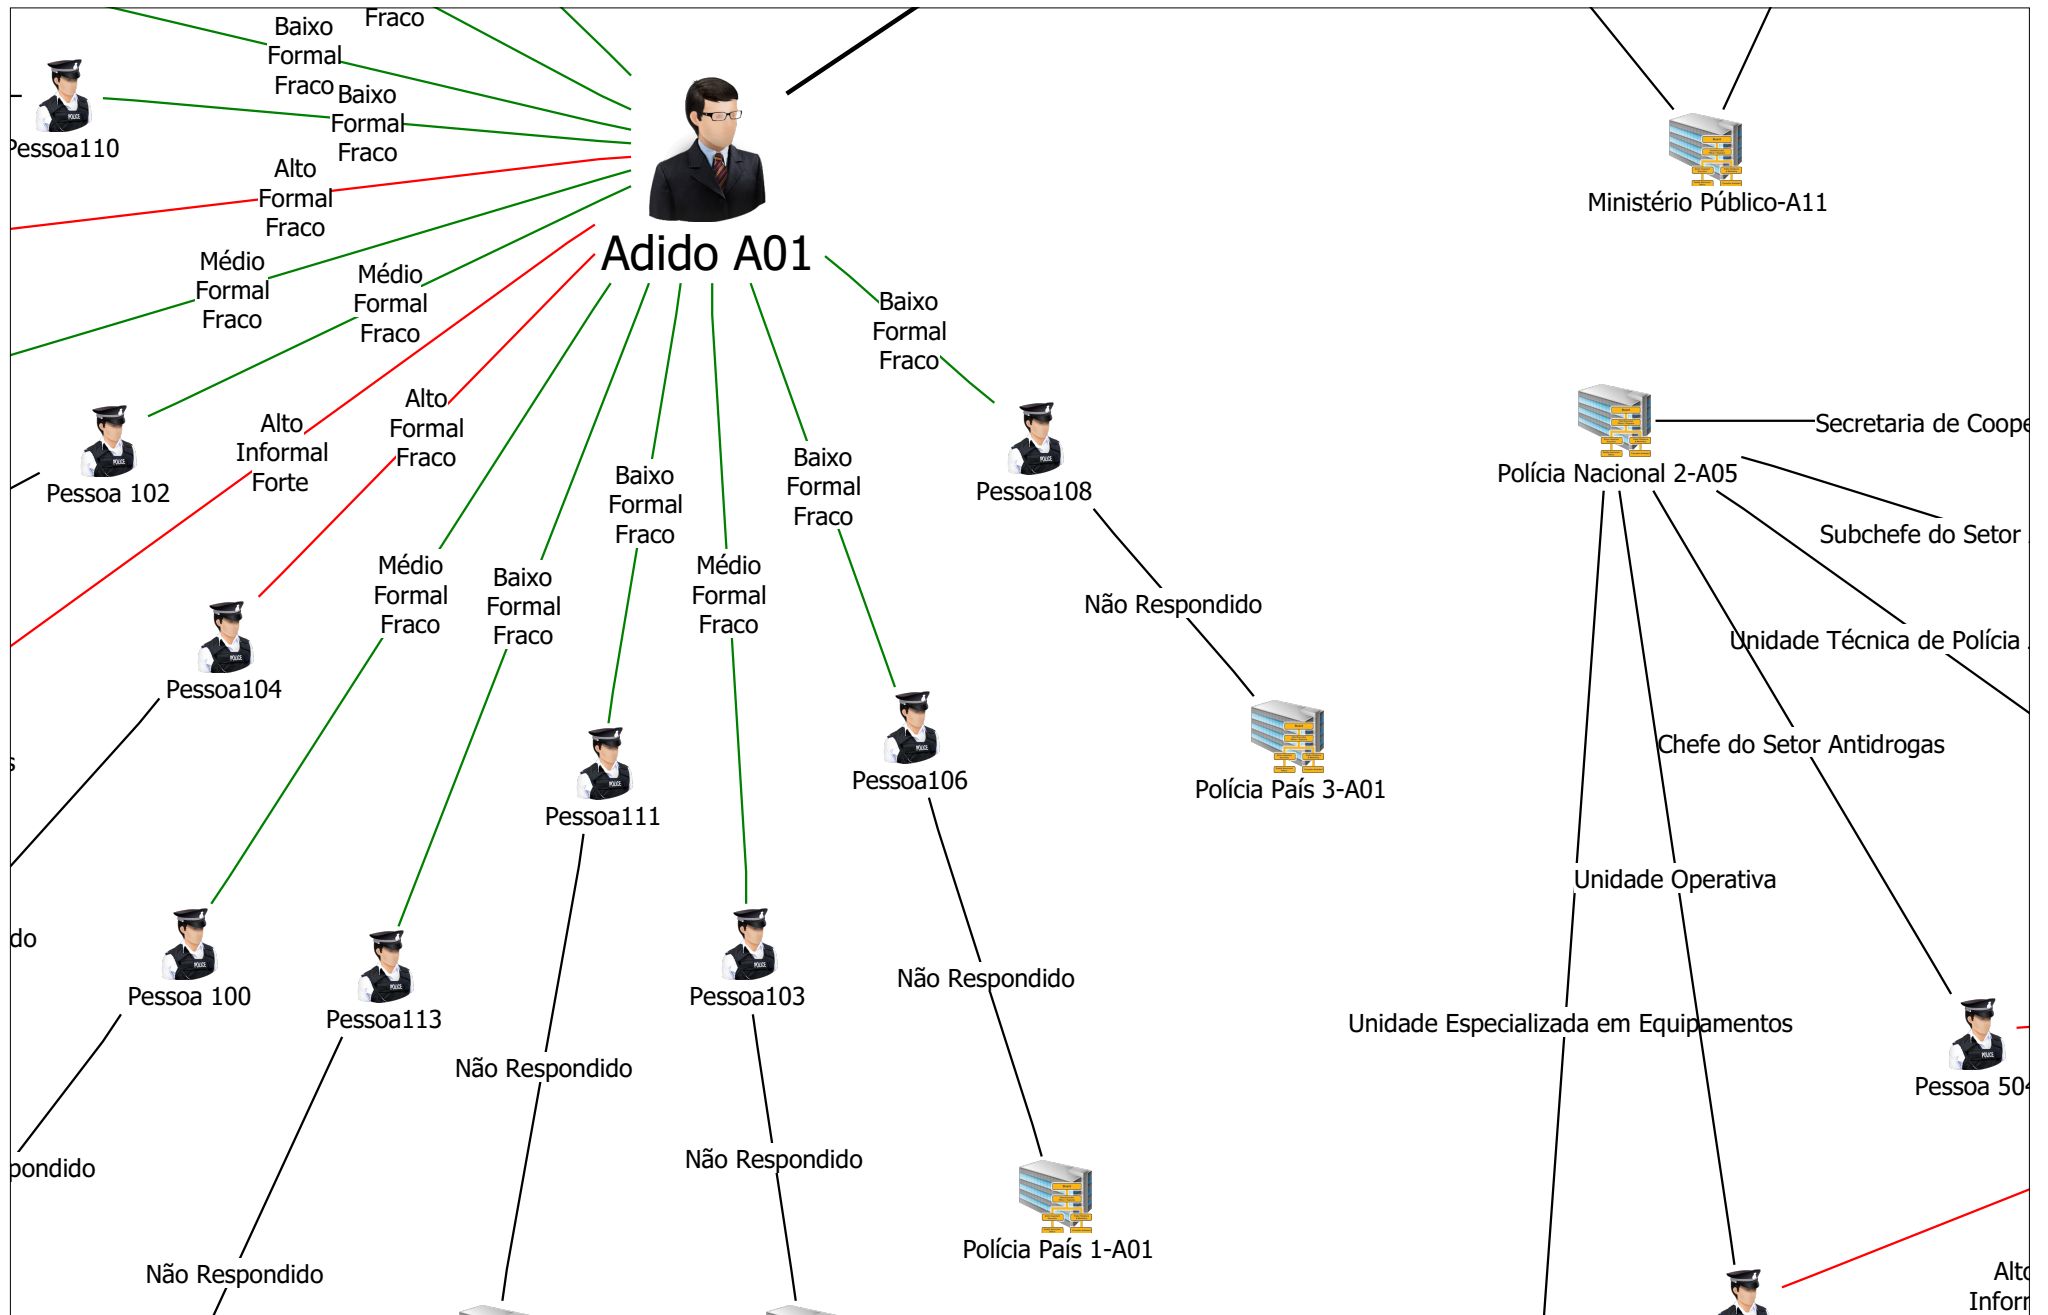 Fraco
Baixo
Formal
Fraco
Baixo
Formal
Fraco
Pessoa110
Alto
Formal
Fraco
Ministério Público-A11
Adido A01
Médio
Formal
Fraco
Médio
Formal
Fraco
Baixo
Formal
Fraco
Alto
Informal
Forte
Alto
Formal
Fraco
Pessoa 102
Baixo
Formal
Fraco
Baixo
Formal
Fraco
Pessoa108
Polícia Nacional 2-A05
Secretaria de Coope
Subchefe do Setor
Médio
Formal
Fraco
Baixo
Formal
Fraco
Médio
Formal
Fraco
Não Respondido
Unidade Técnica de Polícia
Pessoa104
Chefe do Setor Antidrogas
Pessoa111
Pessoa106
Polícia País 3-A01
Unidade Operativa
do
Pessoa 100
Pessoa113
Pessoa103
Não Respondido
Unidade Especializada em Equipamentos
Não Respondido
Pessoa 504
pondido
Não Respondido
Não Respondido
Polícia País 1-A01
Alto
Inform